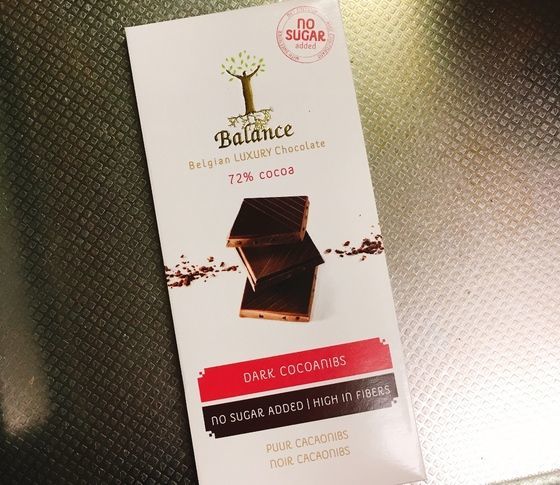 NO
SUGAR
added
Balance
Belgian LUXURY Chocolate
72% cocoa
DARK COCOANIBS
NO SUGAR ADDED | HIGH IN FIBERS
PUUR CACAONIBS
NOIR CACAONIBS